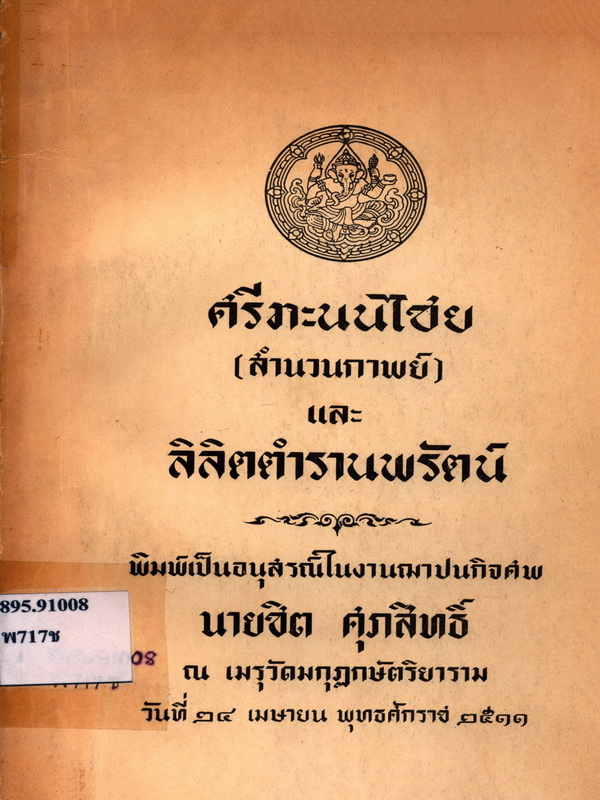 ศรีทะนนไชย
(สำนวนกาพย์)
และ
ลิลิตตำรานพรัตน์
พิมพ์เป็นอนุสรณ์ในงานฌาปนกิจศพ
นายชิต ศุภสิทธิ์
ณ เมรุวัดมกุฏกษัตริยาราม
วันที่ ๒๔ เมษายน พุทธศักราช ๒๕๑๑
895.91008
พ717ช